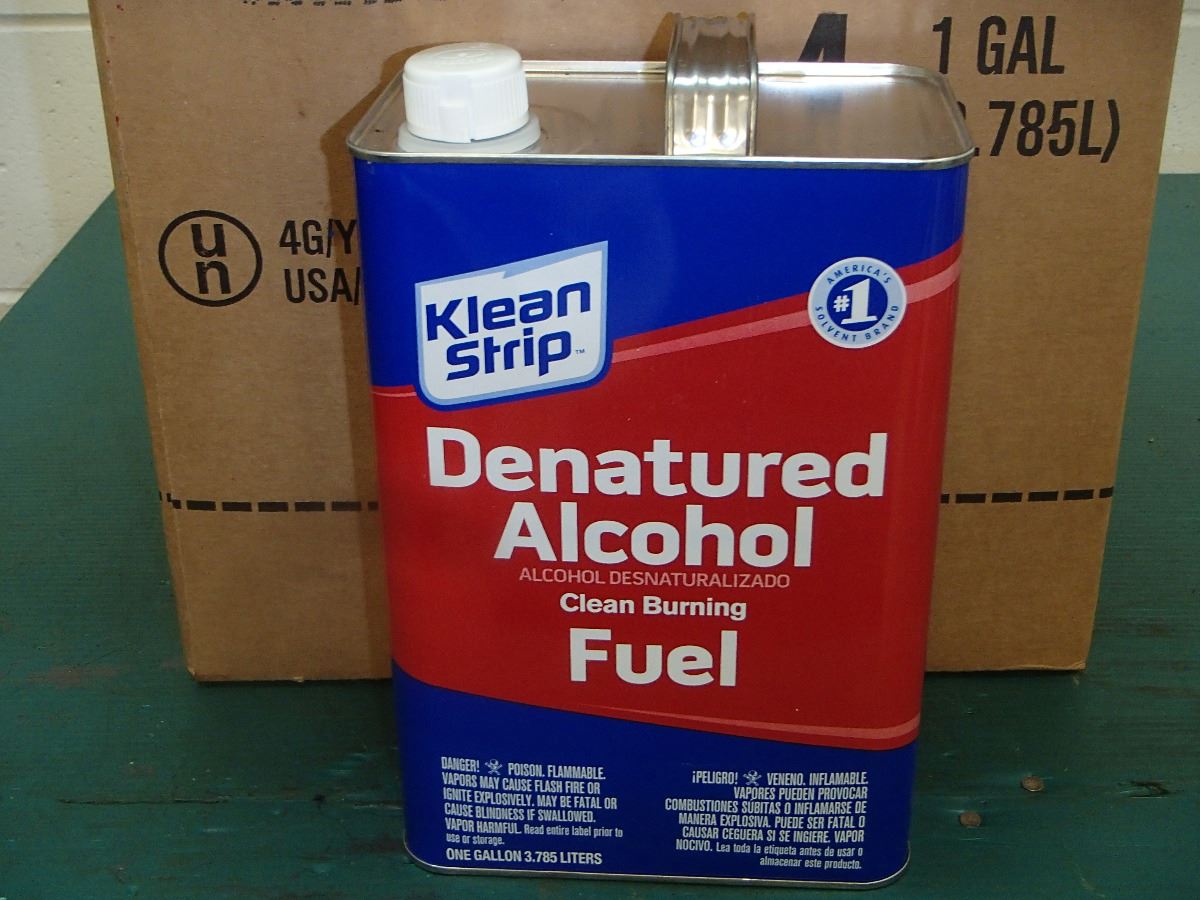 4 1 GAL
.785L)
un
4G/Y
USA/
Klean
Strip™
AMERICA'S
#1
SOLVENT BRAND
Denatured
Alcohol
ALCOHOL DESNATURALIZADO
Clean Burning
Fuel
DANGER! POISON. FLAMMABLE.
VAPORS MAY CAUSE FLASH FIRE OR
IGNITE EXPLOSIVELY. MAY BE FATAL OR
CAUSE BLINDNESS IF SWALLOWED.
VAPOR HARMFUL. Read entire label prior to
use or storage.
ONE GALLON 3.785 LITERS
¡PELIGRO! VENENO. INFLAMABLE.
VAPORES PUEDEN PROVOCAR
COMBUSTIONES SÚBITAS O INFLAMARSE DE
MANERA EXPLOSIVA. PUEDE SER FATAL O
CAUSAR CEGUERA SI SE INGIERE. VAPOR
NOCIVO. Lea toda la etiqueta antes de usar o
almacenar este producto.